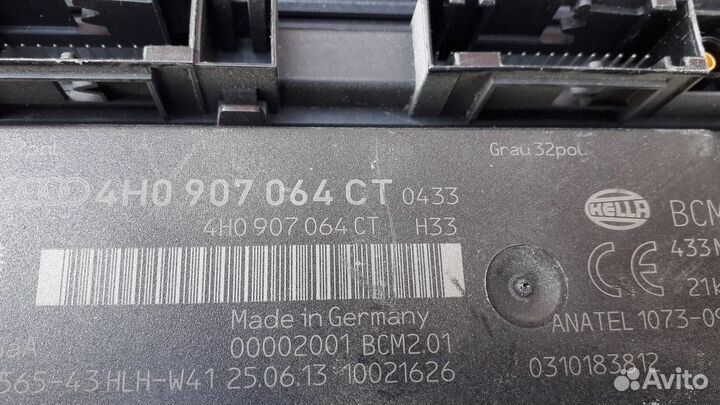 Grau 32pol.
4H0 907 064 CT 0433
4H0 907 064 CT H33
HELLA BCM
CE 433
21
Made in Germany
ANATEL 1073-09
00002001 BCM2.01
565-43 HLH-W41 25.06.13 10021626
0310183812
Avito